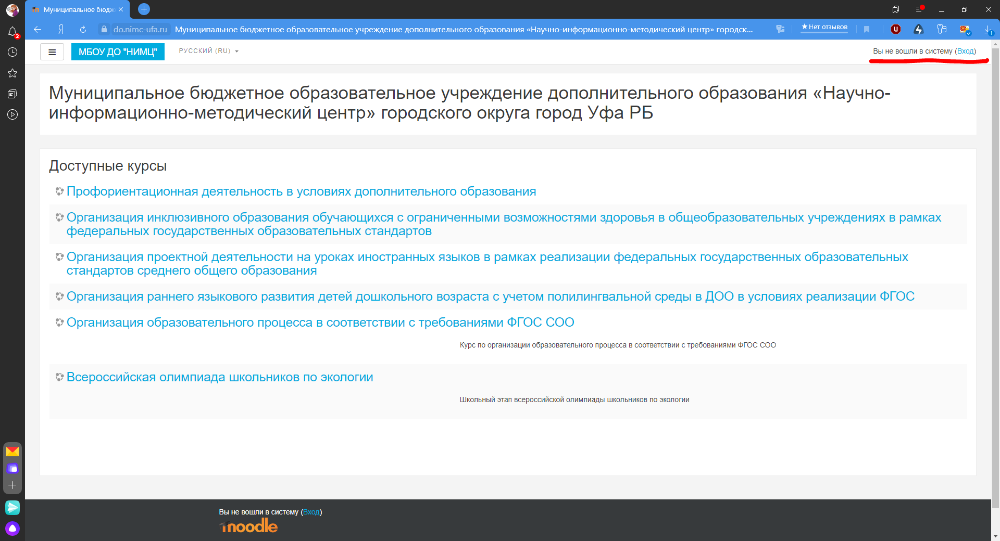 Муниципальное бюдж
do.nimc-ufa.ru Муниципальное бюджетное образовательное учреждение дополнительного образования «Научно-информационно-методический центр» городск... ★ Нет отзывов
2
1
МБОУ ДО "НИМЦ" РУССКИЙ (RU) Вы не вошли в систему (Вход)
Муниципальное бюджетное образовательное учреждение дополнительного образования «Научно-
информационно-методический центр» городского округа город Уфа РБ
Доступные курсы
Профориентационная деятельность в условиях дополнительного образования
Организация инклюзивного образования обучающихся с ограниченными возможностями здоровья в общеобразовательных учреждениях в рамках
федеральных государственных образовательных стандартов
Организация проектной деятельности на уроках иностранных языков в рамках реализации федеральных государственных образовательных
стандартов среднего общего образования
Организация раннего языкового развития детей дошкольного возраста с учетом полилингвальной среды в ДОО в условиях реализации ФГОС
Организация образовательного процесса в соответствии с требованиями ФГОС СОО
Курс по организации образовательного процесса в соответствии с требованиями ФГОС СОО
Всероссийская олимпиада школьников по экологии
Школьный этап всероссийской олимпиады школьников по экологии
Вы не вошли в систему (Вход)
moodle